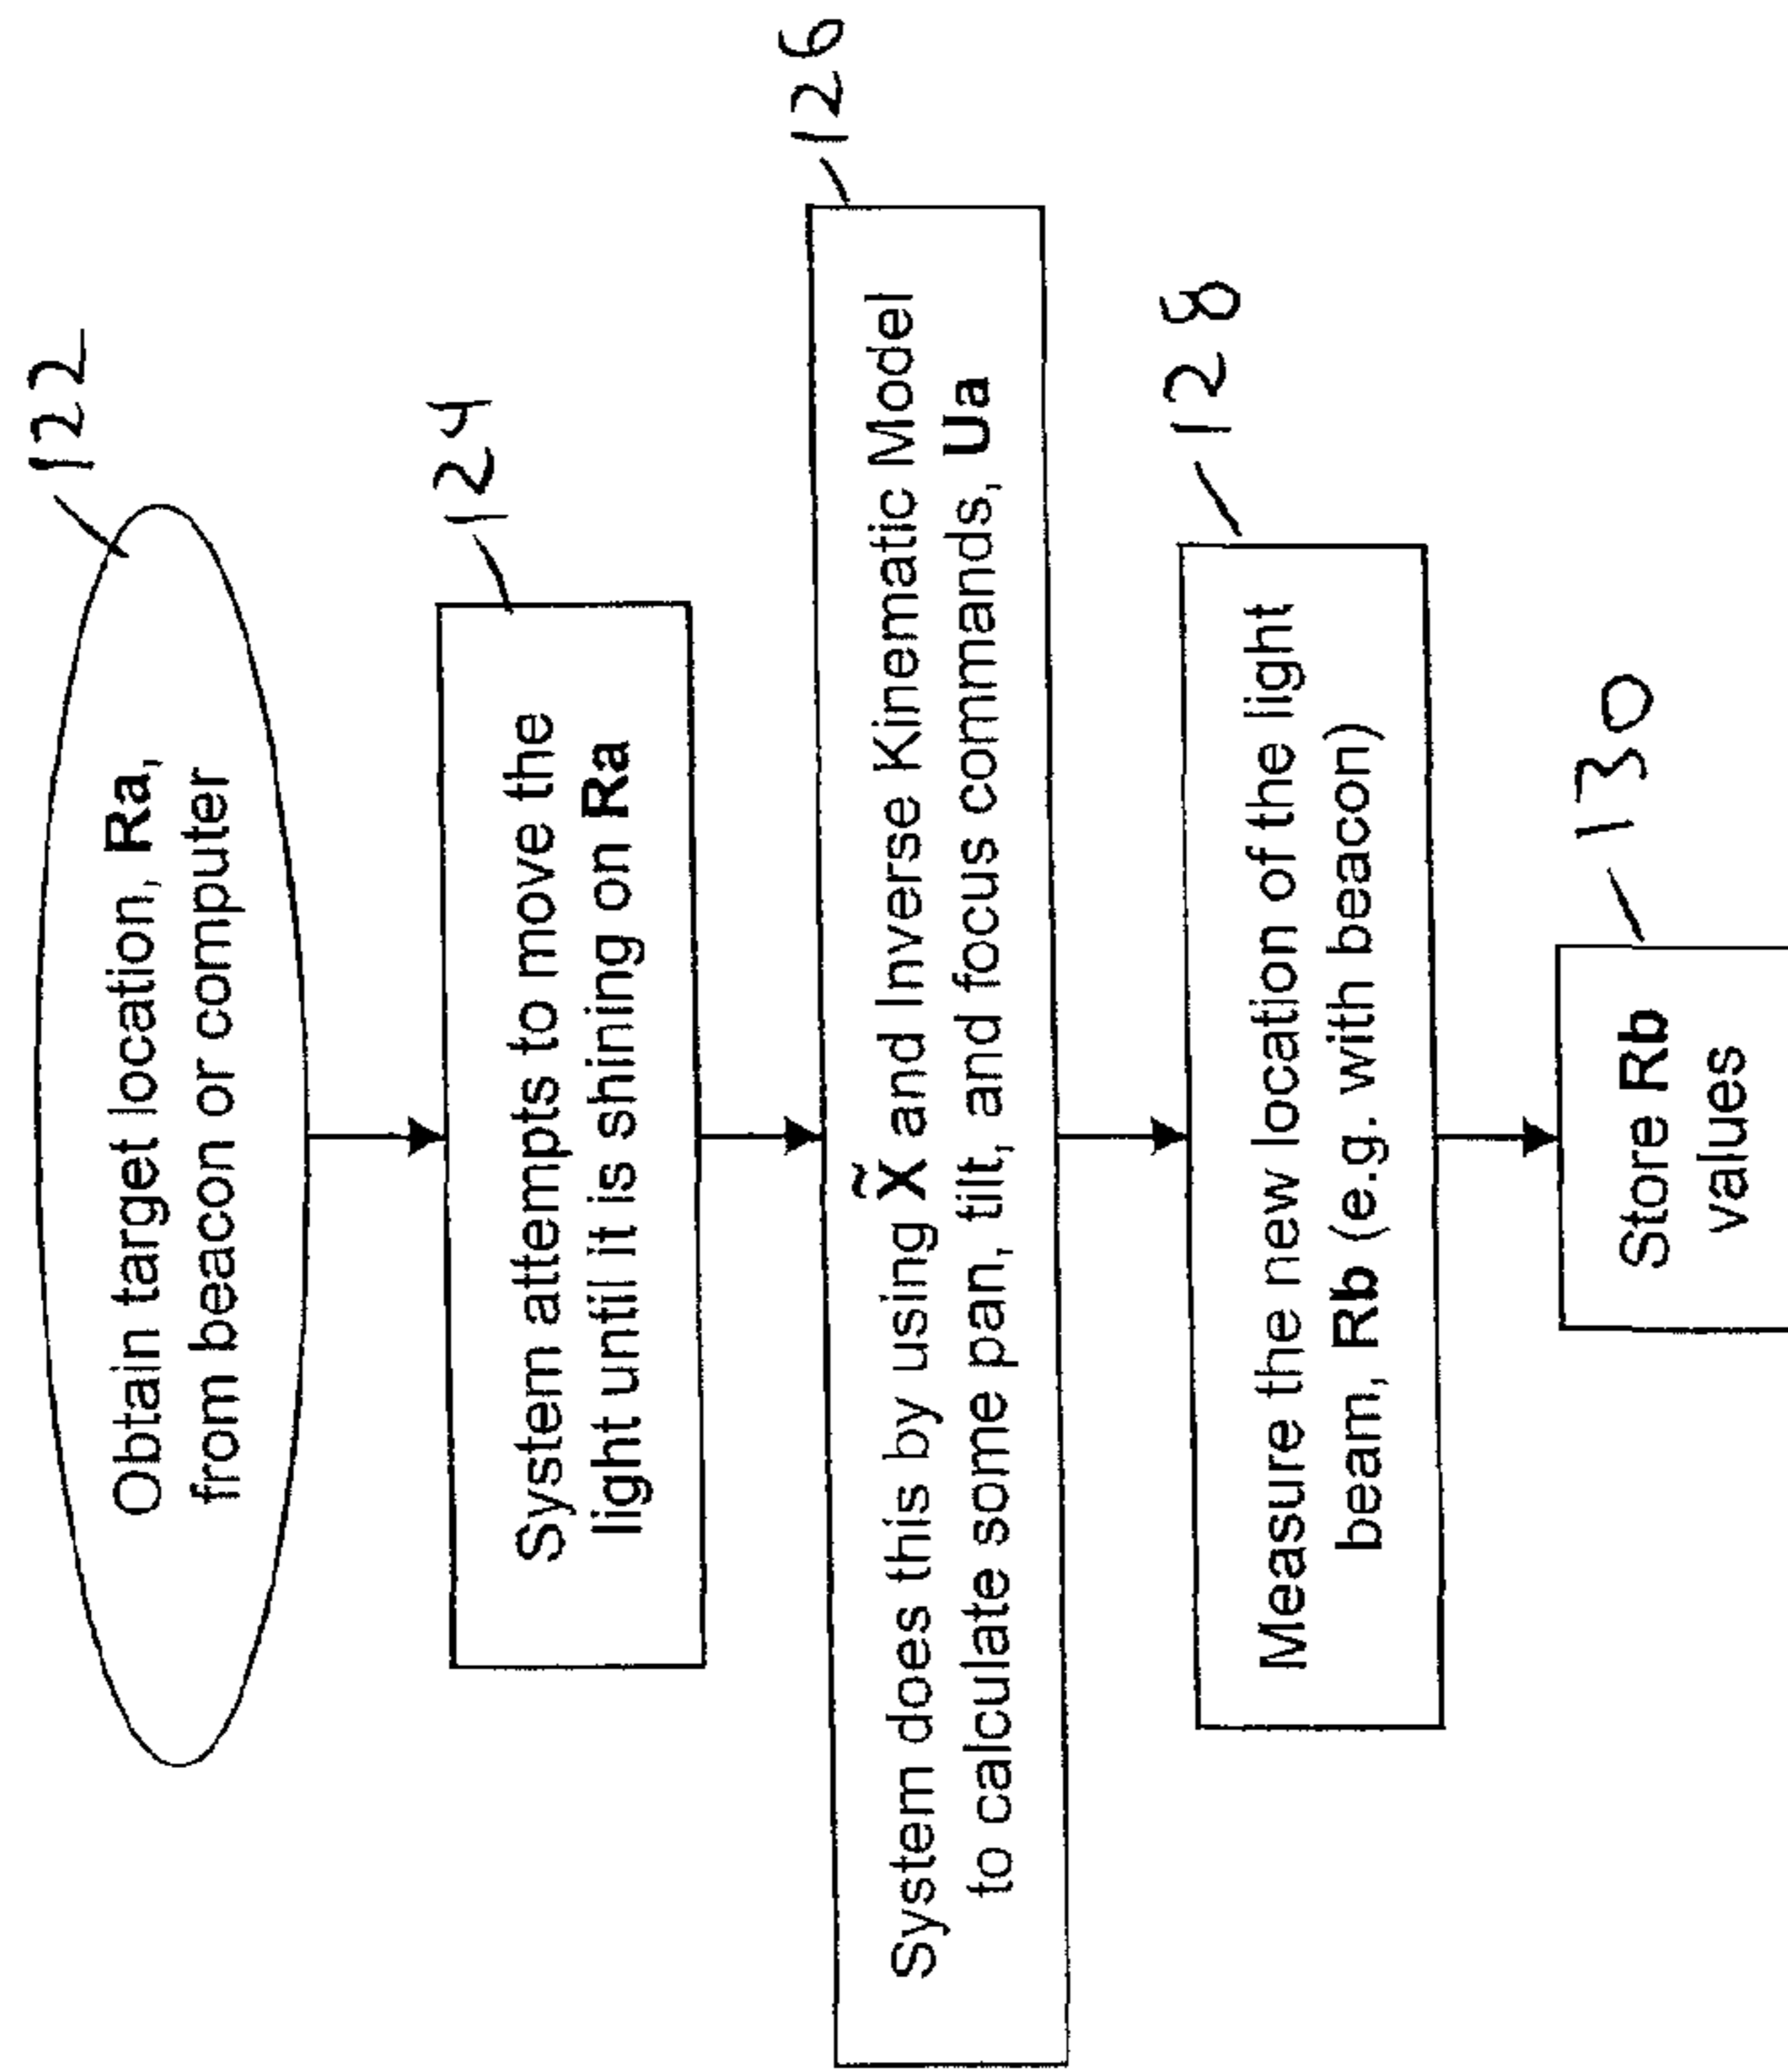 122
Obtain target location, Ra,
from beacon or computer
124
System attempts to move the
light until it is shining on Ra
126
System does this by using X̃ and Inverse Kinematic Model
to calculate some pan, tilt, and focus commands, Ua
128
Measure the new location of the light
beam, Rb (e.g. with beacon)
130
Store Rb
values